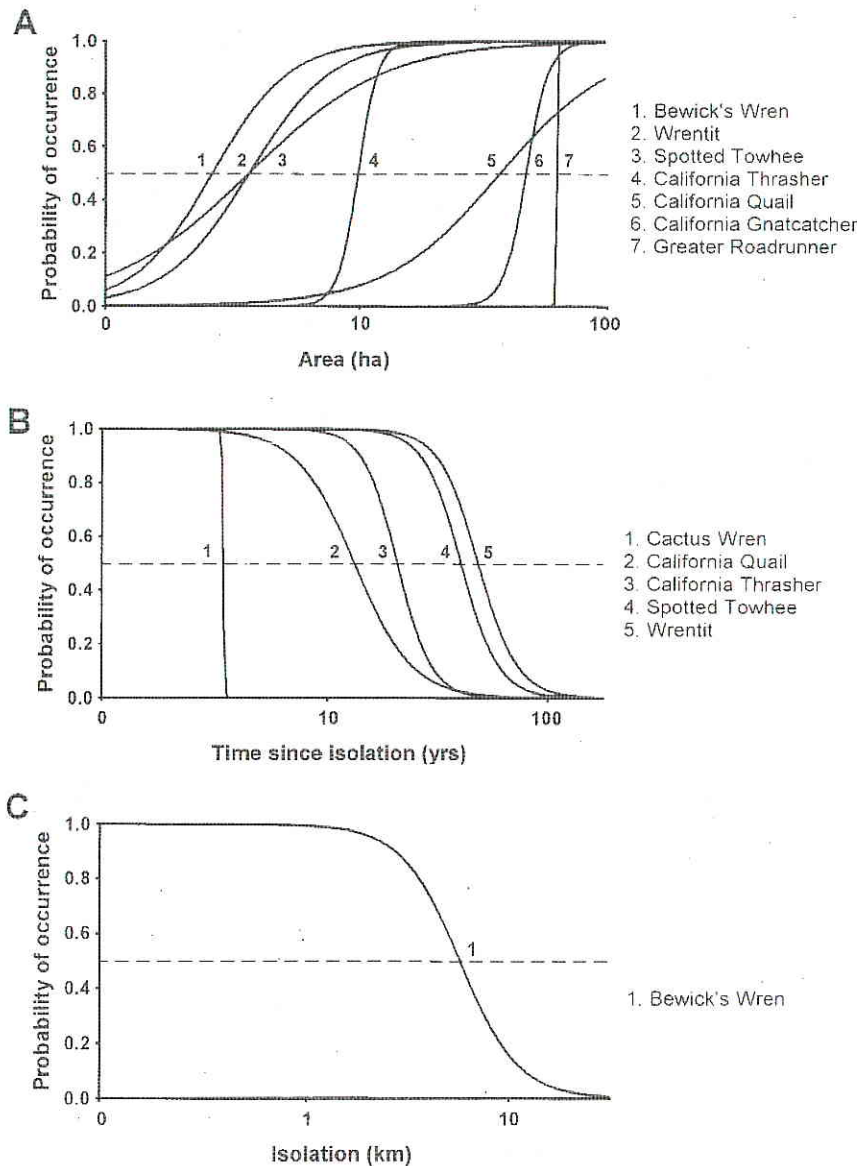 A
Probability of occurrence
1.0
0.8
0.6
0.4
0.2
0.0
1
2
3
4
5
6
7
0
10
100
Area (ha)
1. Bewick's Wren
2. Wrentit
3. Spotted Towhee
4. California Thrasher
5. California Quail
6. California Gnatcatcher
7. Greater Roadrunner
B
Probability of occurrence
1.0
0.8
0.6
0.4
0.2
0.0
1
2
3
4
5
0
10
100
Time since isolation (yrs)
1. Cactus Wren
2. California Quail
3. California Thrasher
4. Spotted Towhee
5. Wrentit
C
Probability of occurrence
1.0
0.8
0.6
0.4
0.2
0.0
1
0
1
10
Isolation (km)
1. Bewick's Wren